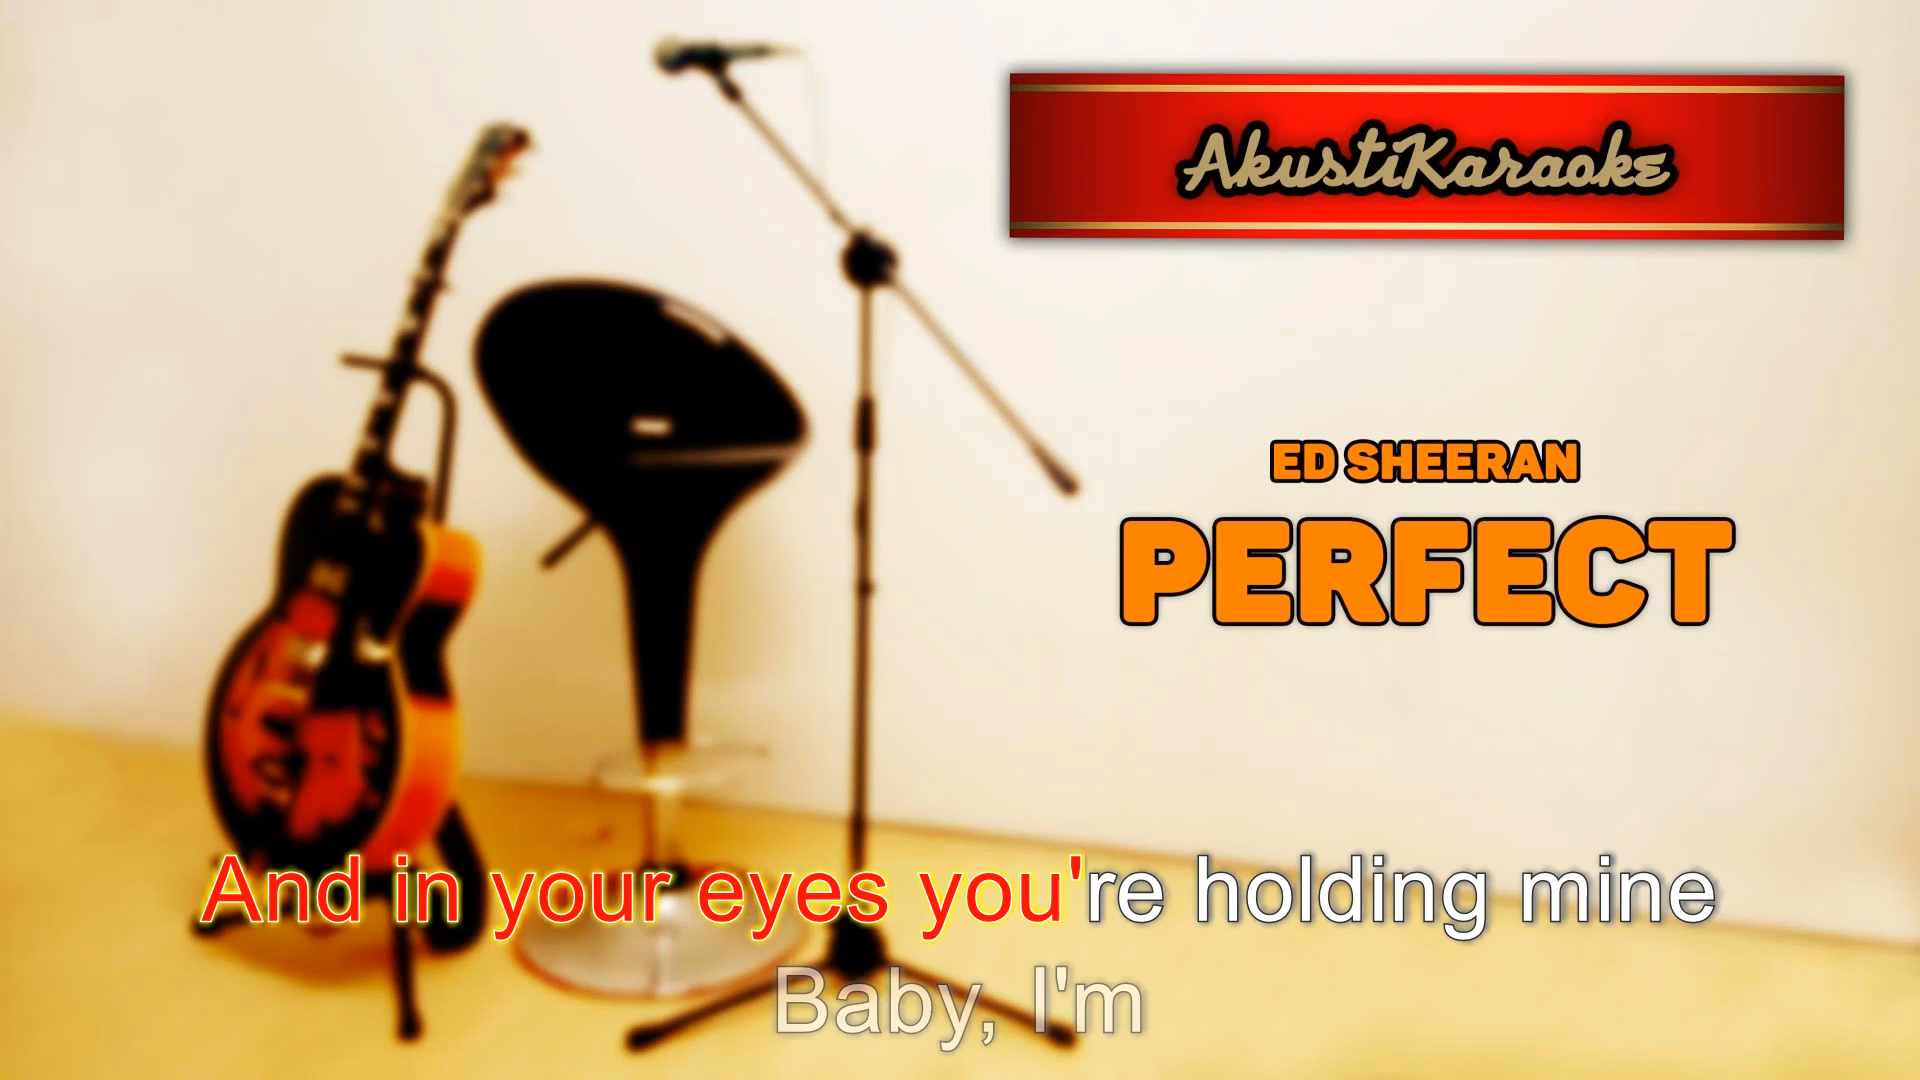 AkustiKaraoke
ED SHEERAN
PERFECT
And in your eyes you're holding mine
Baby, I'm